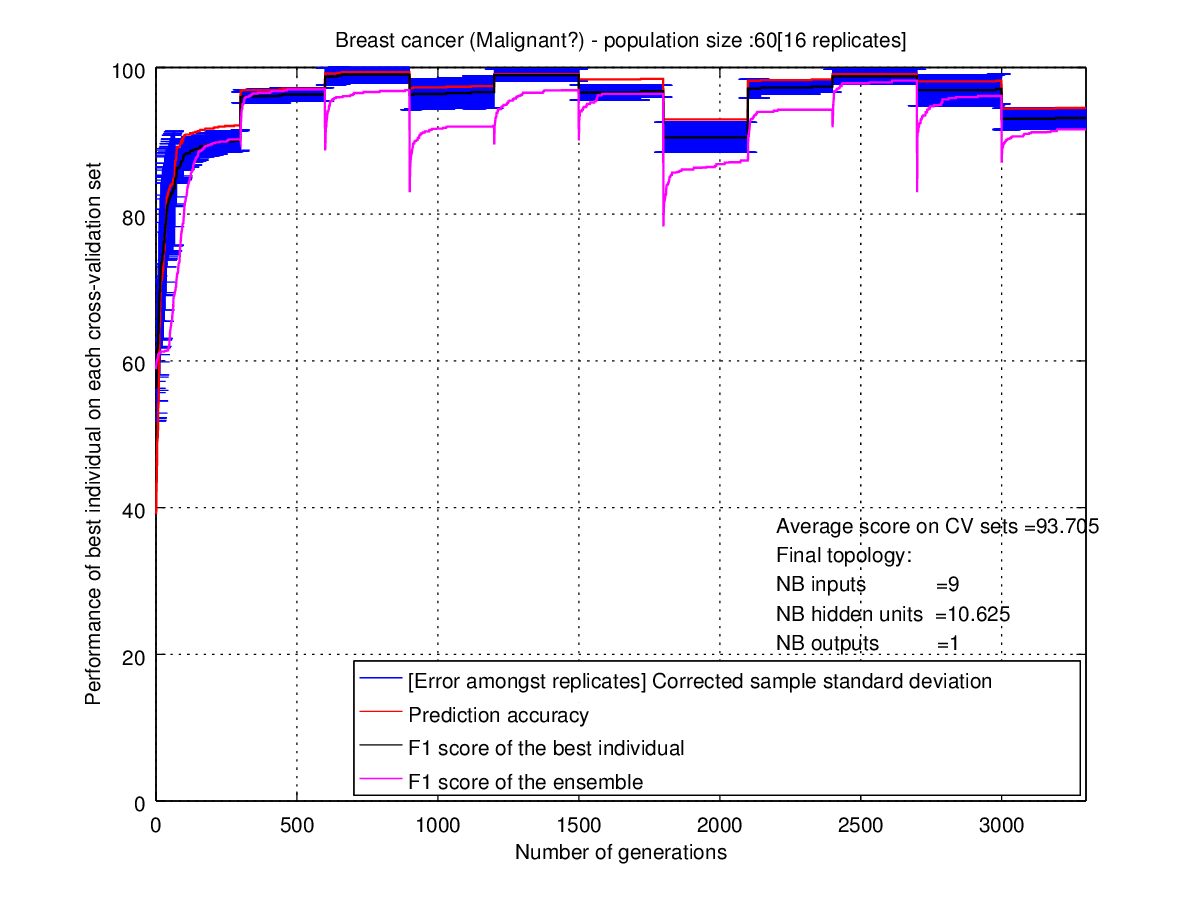 Breast cancer (Malignant?) - population size :60[16 replicates]
Performance of best individual on each cross-validation set
100
80
60
40
20
0
Average score on CV sets =93.705
Final topology:
NB inputs =9
NB hidden units =10.625
NB outputs =1
[Error amongst replicates] Corrected sample standard deviation
Prediction accuracy
F1 score of the best individual
F1 score of the ensemble
0 500 1000 1500 2000 2500 3000
Number of generations